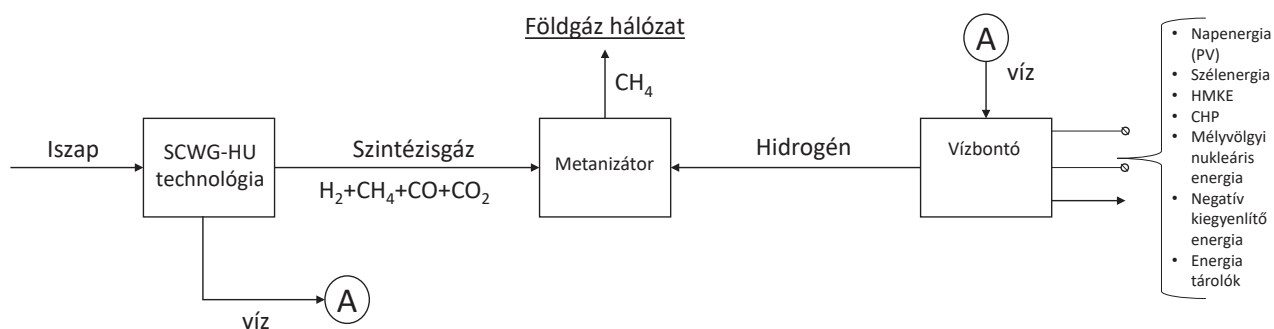 Földgáz hálózat
A
víz
CH4
Iszap
SCWG-HU
technológia
Szintézisgáz
H2+CH4+CO+CO2
Metanizátor
Hidrogén
Vízbontó
• Napenergia
(PV)
• Szélenergia
• HMKE
• CHP
• Mélyvölgyi
nukleáris
energia
• Negatív
kiegyenlítő
energia
• Energia
tárolók
víz
A